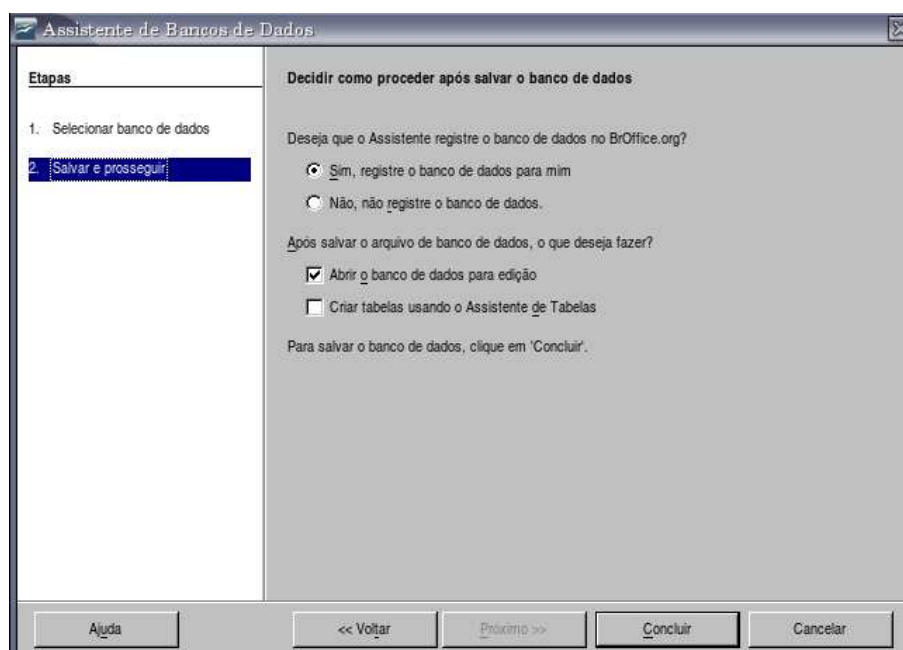 Assistente de Bancos de Dados
Etapas
1. Selecionar banco de dados
2. Salvar e prosseguir
Decidir como proceder após salvar o banco de dados
Deseja que o Assistente registre o banco de dados no BrOffice.org?
Sim, registre o banco de dados para mim
Não, não registre o banco de dados.
Após salvar o arquivo de banco de dados, o que deseja fazer?
Abrir o banco de dados para edição
Criar tabelas usando o Assistente de Tabelas
Para salvar o banco de dados, clique em 'Concluir'.
Ajuda
<< Voltar
Próximo >>
Concluir
Cancelar